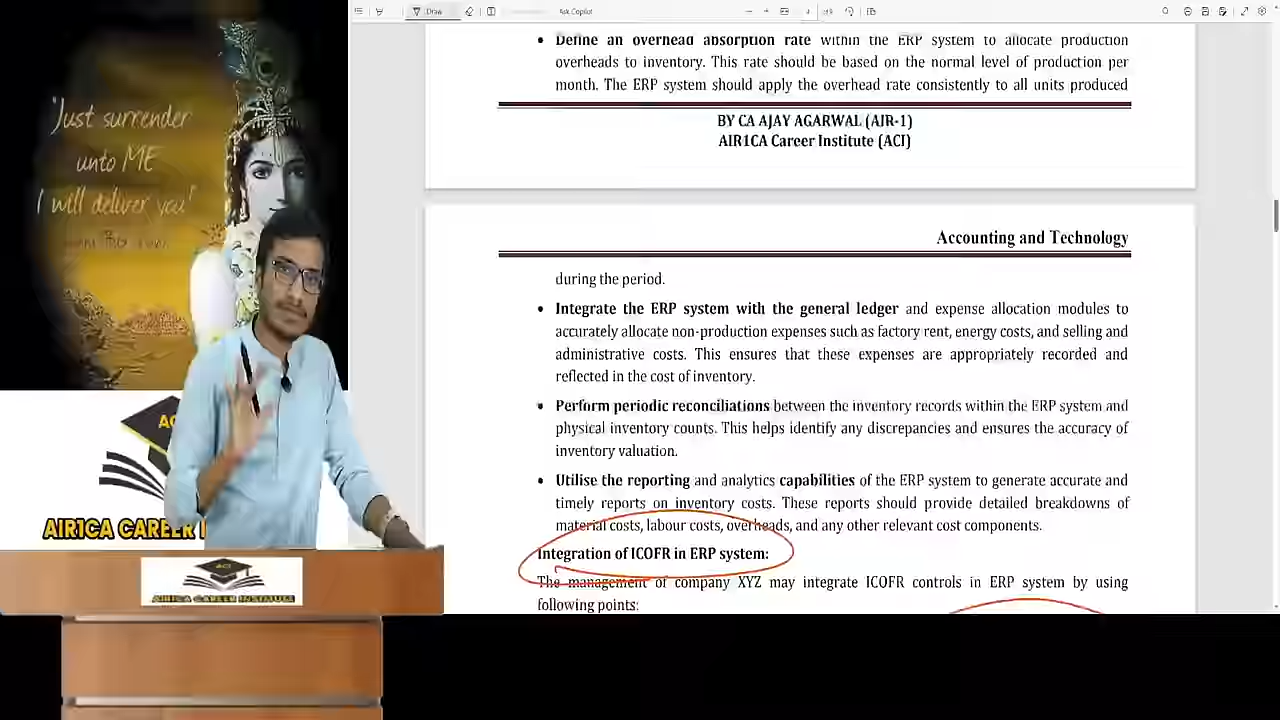 Draw
Ask Copilot
• Define an overhead absorption rate within the ERP system to allocate production
overheads to inventory. This rate should be based on the normal level of production per
month. The ERP system should apply the overhead rate consistently to all units produced
BY CA AJAY AGARWAL (AIR-1)
AIR1CA Career Institute (ACI)
Accounting and Technology
during the period.
• Integrate the ERP system with the general ledger and expense allocation modules to
accurately allocate non-production expenses such as factory rent, energy costs, and selling and
administrative costs. This ensures that these expenses are appropriately recorded and
reflected in the cost of inventory.
• Perform periodic reconciliations between the inventory records within the ERP system and
physical inventory counts. This helps identify any discrepancies and ensures the accuracy of
inventory valuation.
• Utilise the reporting and analytics capabilities of the ERP system to generate accurate and
timely reports on inventory costs. These reports should provide detailed breakdowns of
material costs, labour costs, overheads, and any other relevant cost components.
Integration of ICOFR in ERP system:
The management of company XYZ may integrate ICOFR controls in ERP system by using
following points:
"Just surrender
unto ME
I will deliver you"
AIR1CA CAREER I
ACI
AIR1CA CAREER INSTITUTE